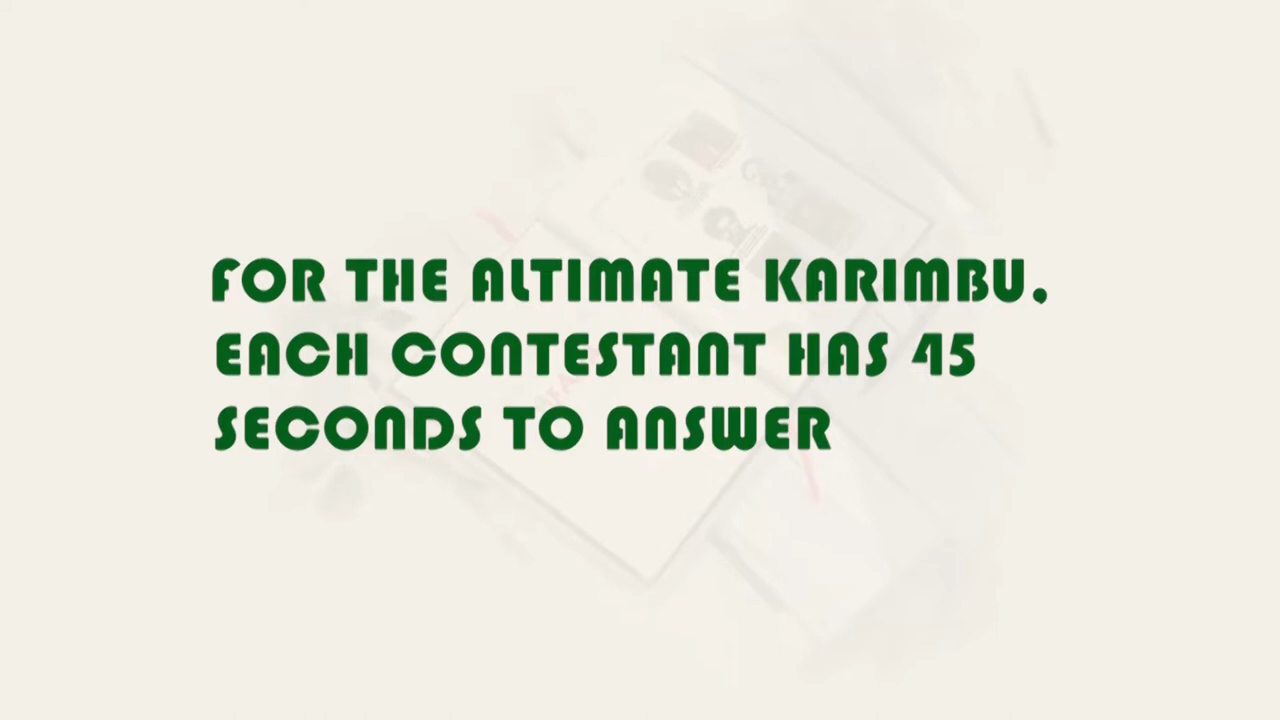 FOR THE ALTIMATE KARIMBU,
EACH CONTESTANT HAS 45
SECONDS TO ANSWER